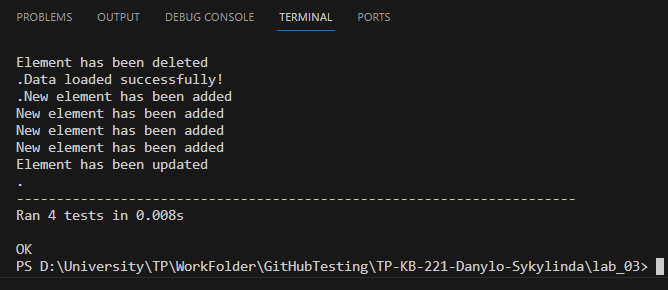 PROBLEMS OUTPUT DEBUG CONSOLE TERMINAL PORTS
Element has been deleted
.Data loaded successfully!
.New element has been added
New element has been added
New element has been added
New element has been added
Element has been updated
.
----------------------------------------------------------------------
Ran 4 tests in 0.008s
OK
PS D:\University\TP\WorkFolder\GitHubTesting\TP-KB-221-Danylo-Sykylinda\lab_03>